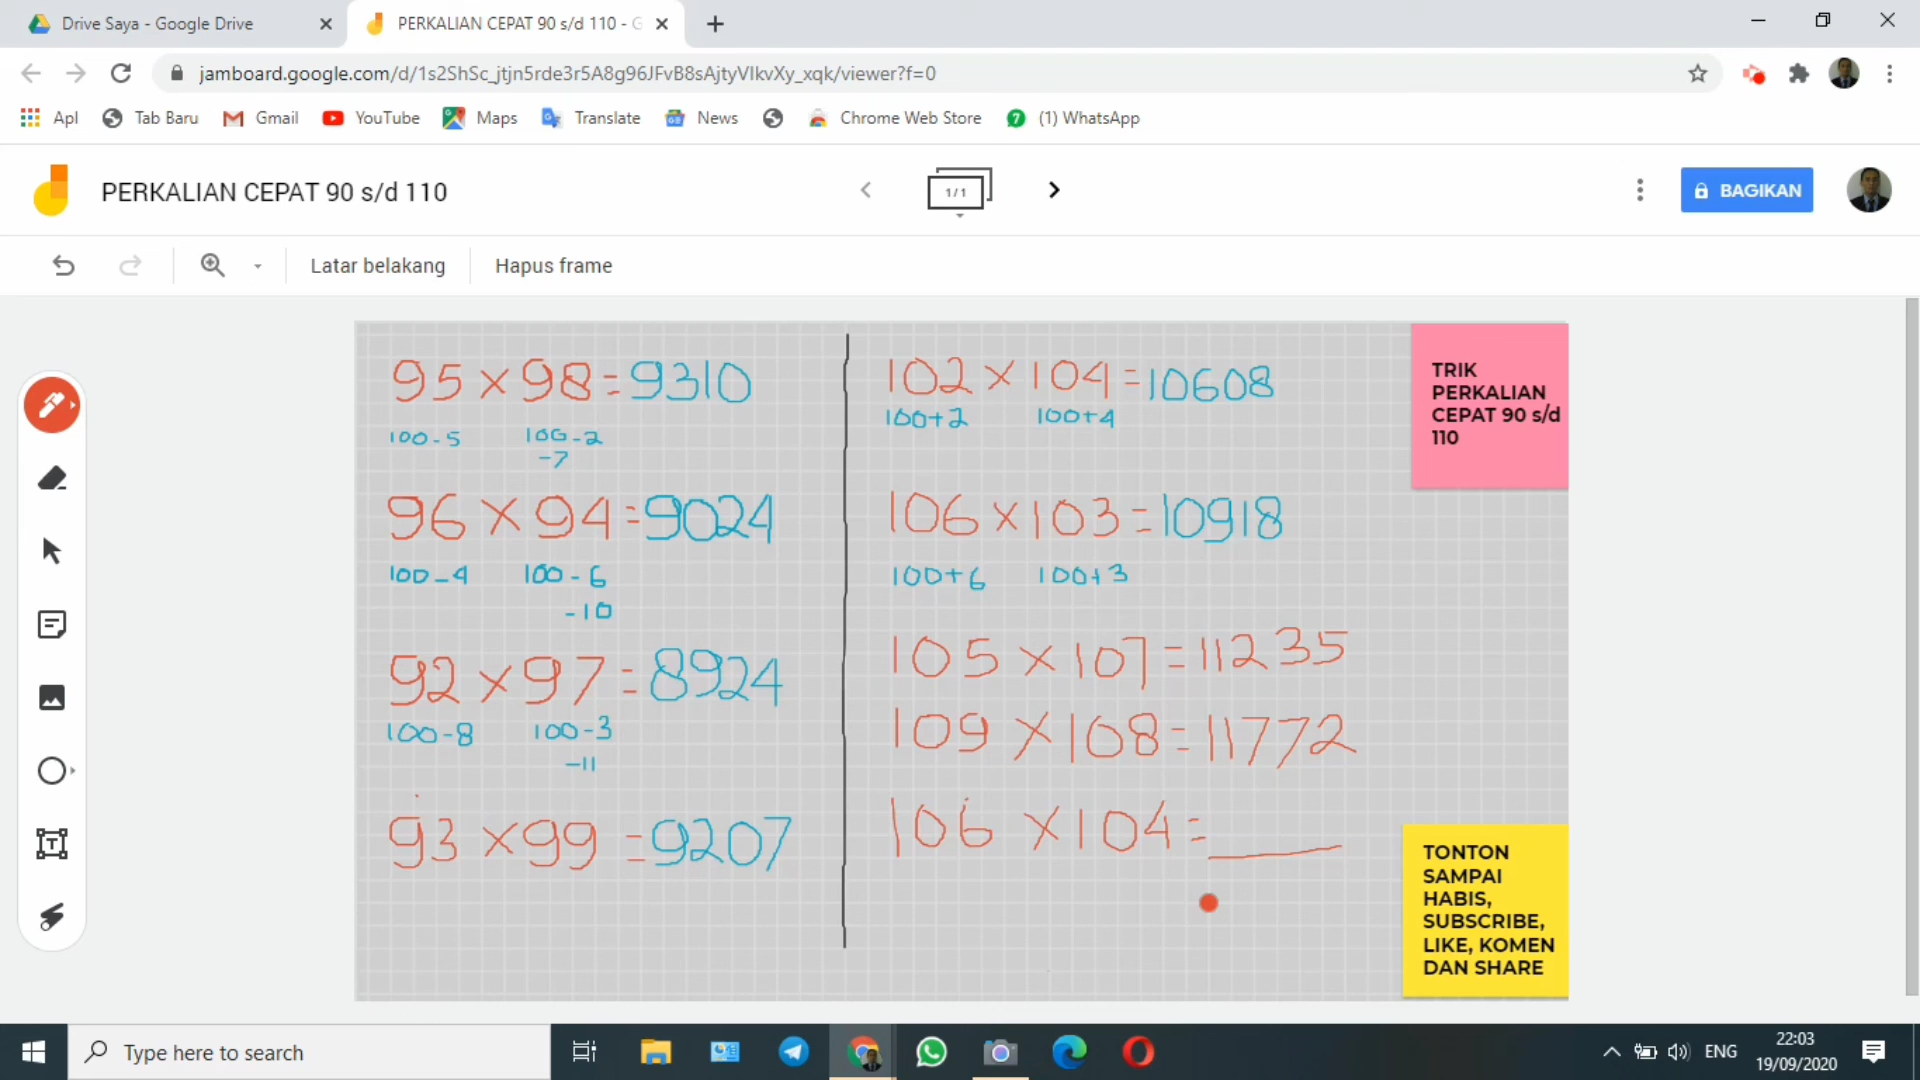 Drive Saya - Google Drive
PERKALIAN CEPAT 90 s/d 110 - G
jamboard.google.com/d/1s2ShSc_jtjn5rde3r5A8g96JFvB8sAjtyVIkvXy_xqk/viewer?f=0
Apl Tab Baru Gmail YouTube Maps Translate News Chrome Web Store 7 (1) WhatsApp
PERKALIAN CEPAT 90 s/d 110
1/1
BAGIKAN
Latar belakang Hapus frame
95 × 98 = 9310
100 - 5 100 - 2
-7
96 × 94 = 9024
100 - 4 100 - 6
-10
92 × 97 = 8924
100 - 8 100 - 3
-11
93 × 99 = 9207
102 × 104 = 10608
100+2 100+4
106 × 103 = 10918
100+6 100+3
105 × 107 = 11235
109 × 108 = 11772
106 × 104 = ____
TRIK
PERKALIAN
CEPAT 90 s/d
110
TONTON
SAMPAI
HABIS,
SUBSCRIBE,
LIKE, KOMEN
DAN SHARE
Type here to search
ENG
22:03
19/09/2020